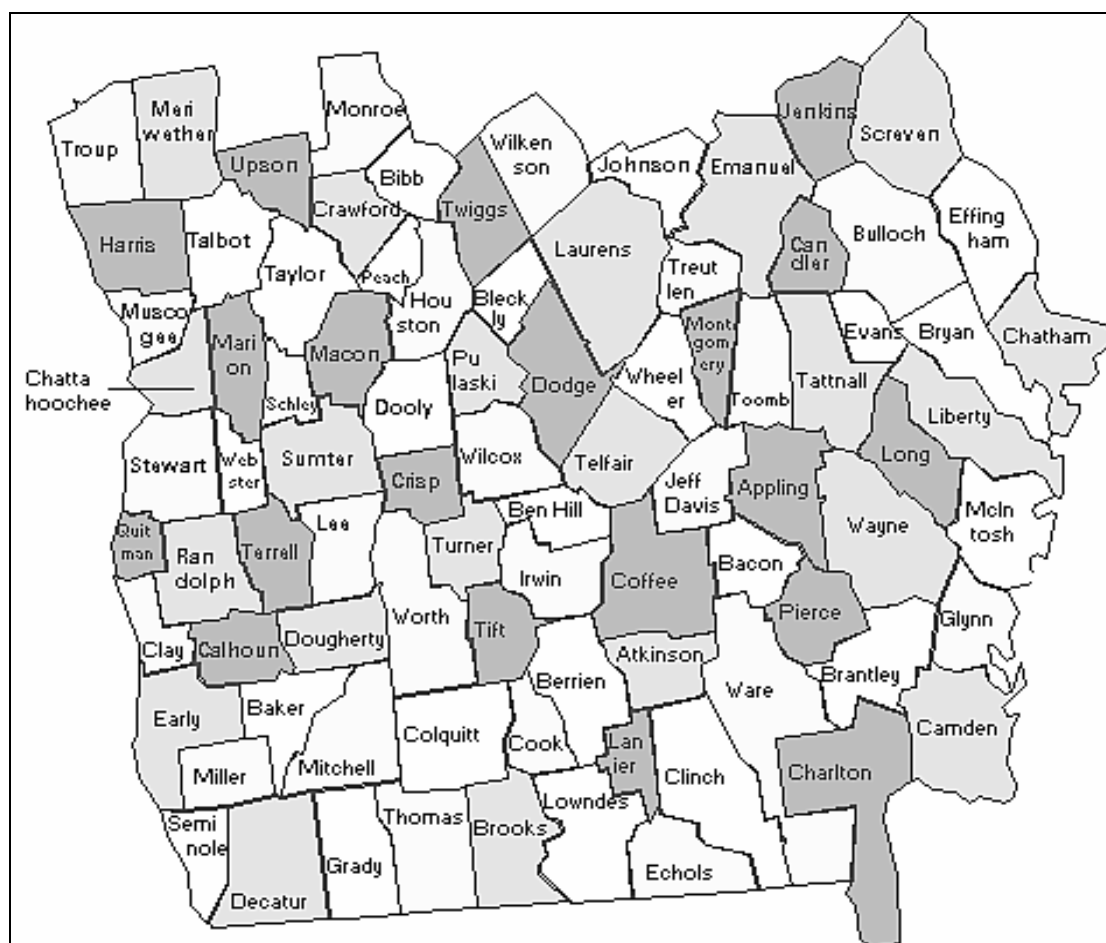 Monroe
Meri
wether
Troup
Upson
Bibb
Wilken
son
Johnson
Jenkins
Screven
Emanuel
Crawford
Twiggs
Harris
Talbot
Taylor
Peach
Hou
ston
Bleck
ly
Laurens
Treut
len
Can
dler
Bulloch
Effing
ham
Musco
gee
Mari
on
Macon
Pu
laski
Dodge
Wheel
er
Mont
gom
ery
Toomb
Tattnall
Evans
Bryan
Chatham
Chatta
hoochee
Schley
Dooly
Liberty
Stewart
Web
ster
Sumter
Crisp
Wilcox
Telfair
Jeff
Davis
Appling
Long
Wayne
McIn
tosh
Quit
man
Ran
dolph
Terrell
Lee
Turner
Ben Hill
Irwin
Coffee
Bacon
Pierce
Glynn
Clay
Calhoun
Dougherty
Worth
Tift
Atkinson
Ware
Brantley
Early
Baker
Berrien
Camden
Miller
Mitchell
Colquitt
Cook
Lan
ier
Clinch
Charlton
Semi
nole
Decatur
Grady
Thomas
Brooks
Lowndes
Echols